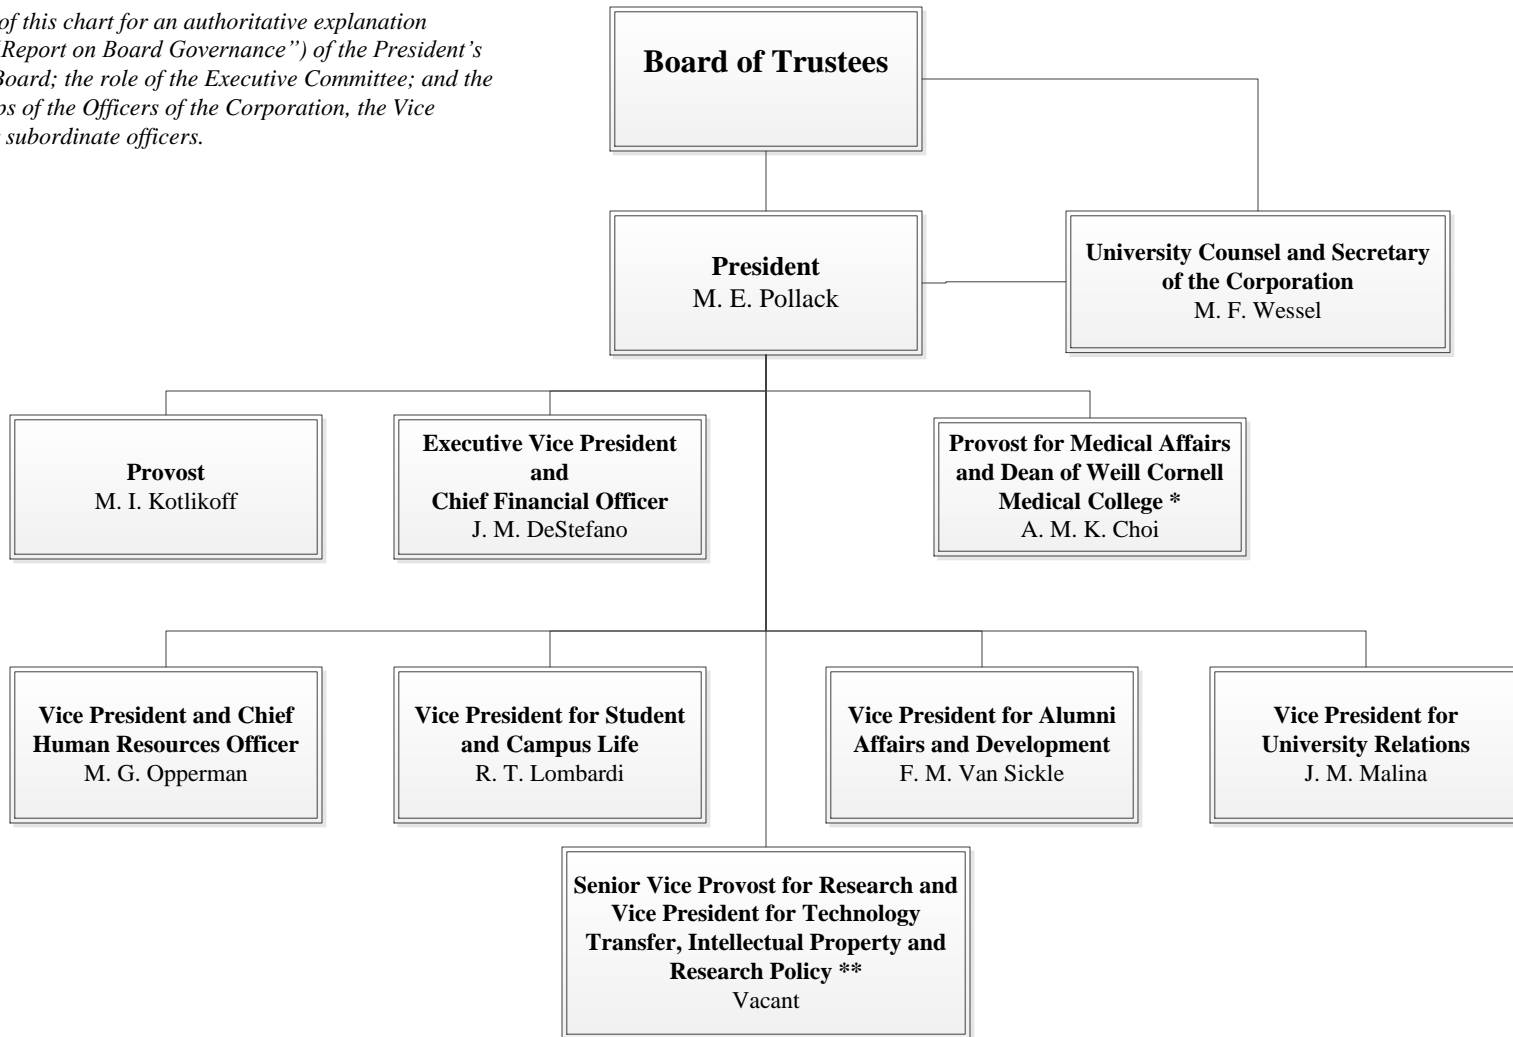 of this chart for an authoritative explanation
Report on Board Governance”) of the President’s
Board; the role of the Executive Committee; and the
of the Officers of the Corporation, the Vice
subordinate officers.
Board of Trustees
President
M. E. Pollack
University Counsel and Secretary
of the Corporation
M. F. Wessel
Provost
M. I. Kotlikoff
Executive Vice President
and
Chief Financial Officer
J. M. DeStefano
Provost for Medical Affairs
and Dean of Weill Cornell
Medical College *
A. M. K. Choi
Vice President and Chief
Human Resources Officer
M. G. Opperman
Vice President for Student
and Campus Life
R. T. Lombardi
Vice President for Alumni
Affairs and Development
F. M. Van Sickle
Vice President for
University Relations
J. M. Malina
Senior Vice Provost for Research and
Vice President for Technology
Transfer, Intellectual Property and
Research Policy **
Vacant